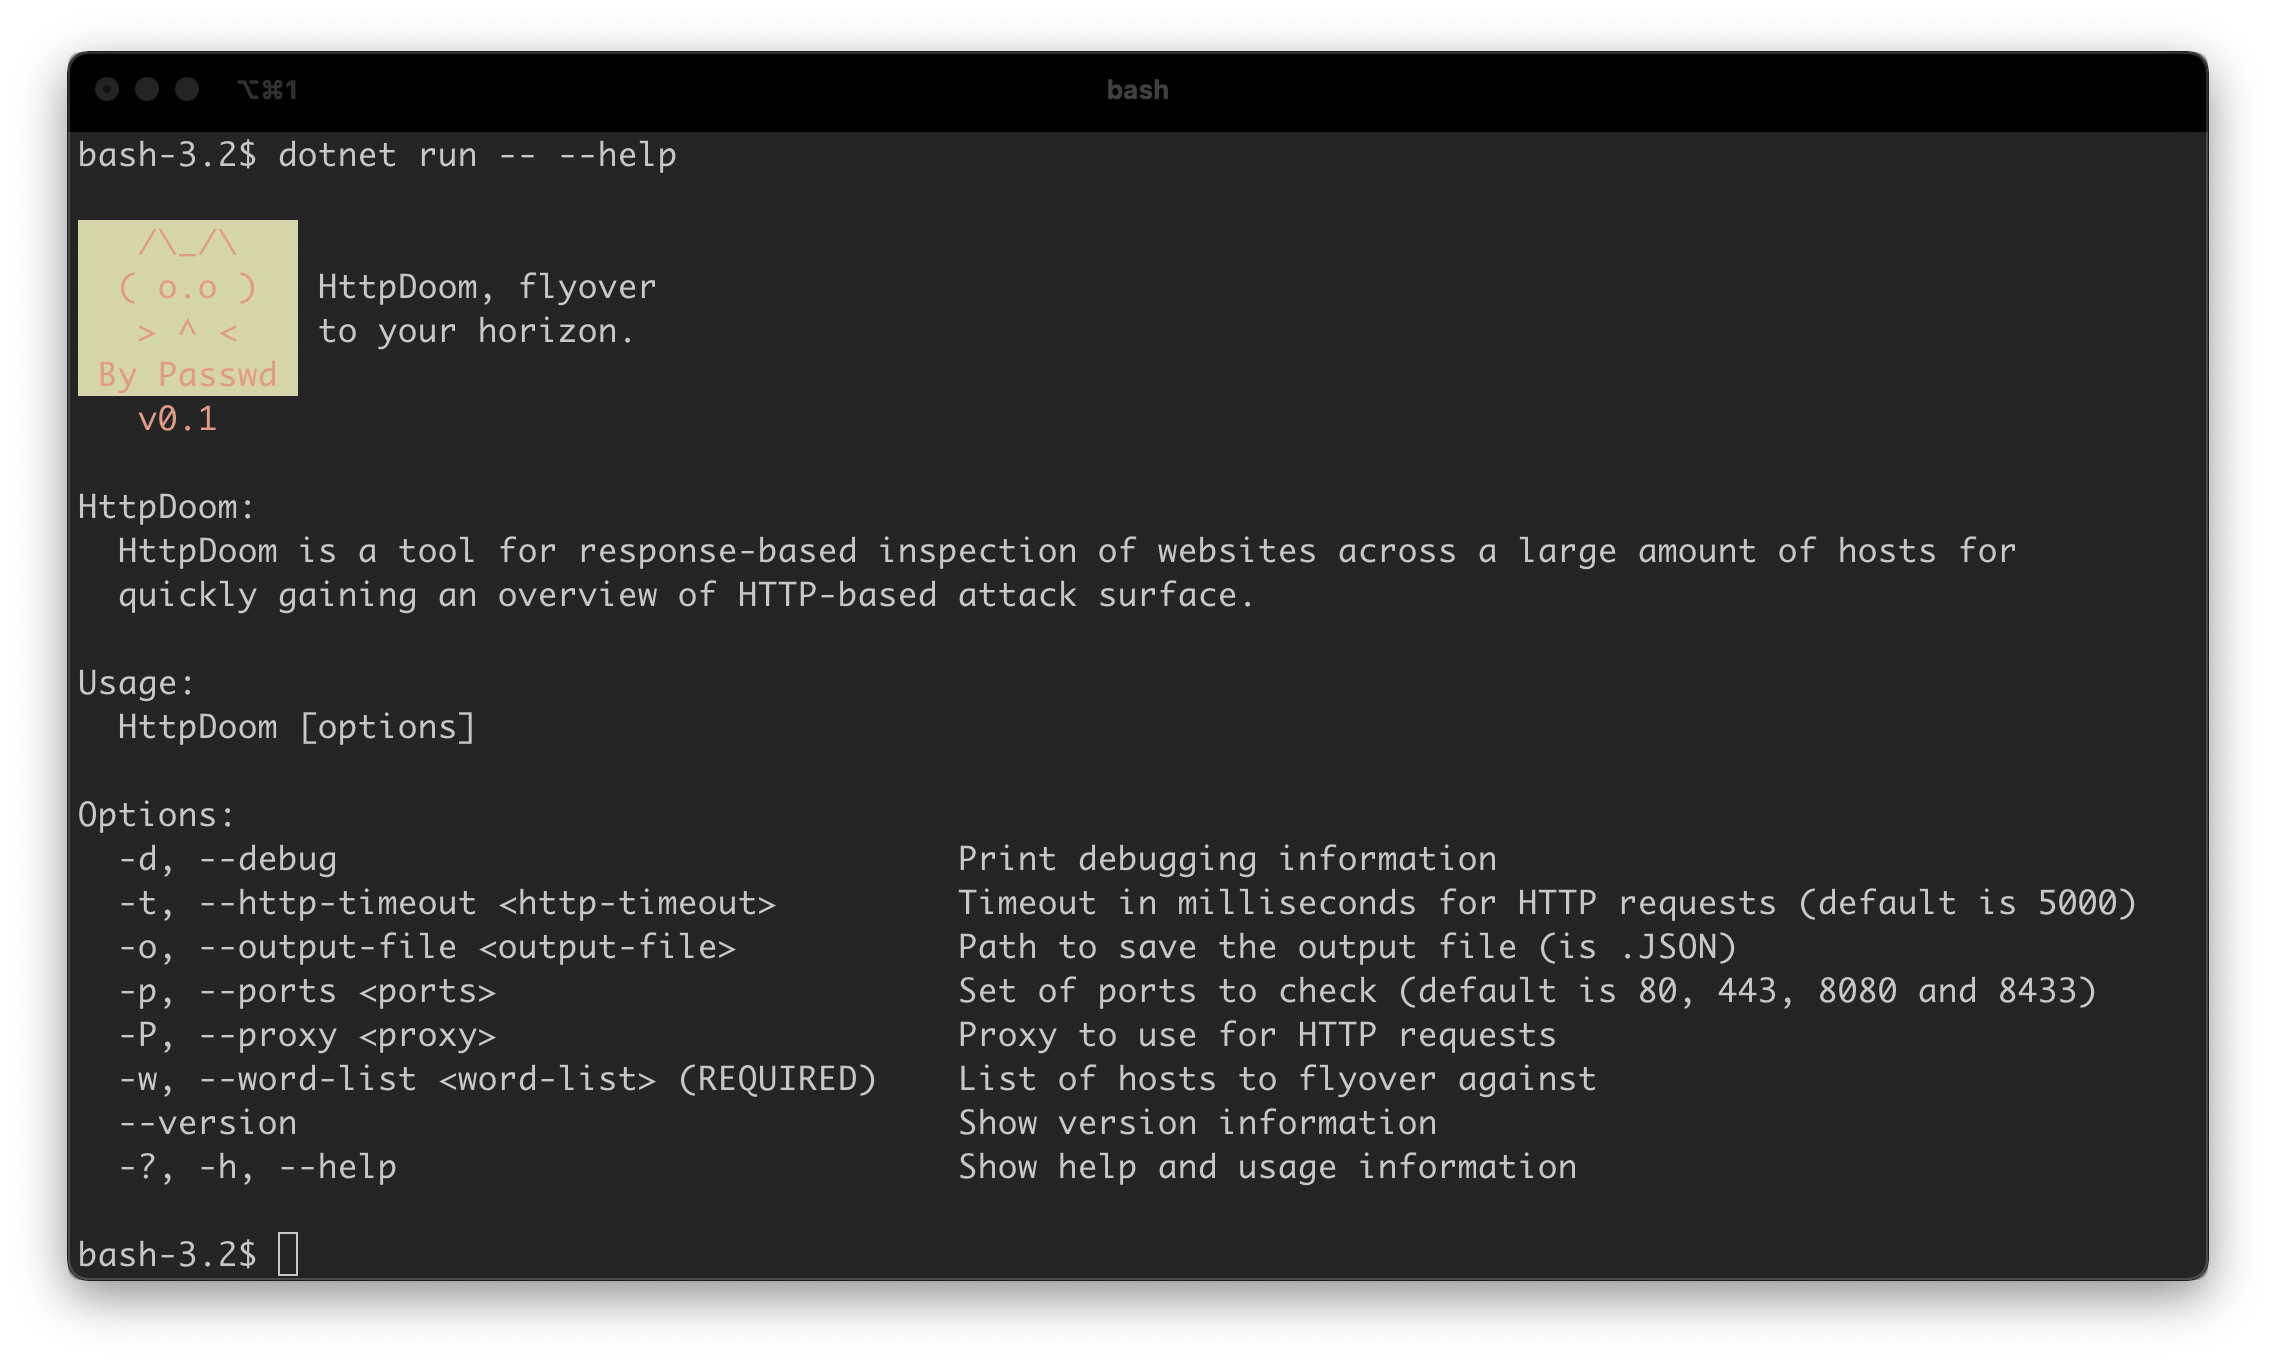 ⌥⌘1 bash
bash-3.2$ dotnet run -- --help
/\_/\
( o.o ) HttpDoom, flyover
> ^ < to your horizon.
By Passwd
v0.1
HttpDoom:
HttpDoom is a tool for response-based inspection of websites across a large amount of hosts for
quickly gaining an overview of HTTP-based attack surface.
Usage:
HttpDoom [options]
Options:
-d, --debug Print debugging information
-t, --http-timeout <http-timeout> Timeout in milliseconds for HTTP requests (default is 5000)
-o, --output-file <output-file> Path to save the output file (is .JSON)
-p, --ports <ports> Set of ports to check (default is 80, 443, 8080 and 8433)
-P, --proxy <proxy> Proxy to use for HTTP requests
-w, --word-list <word-list> (REQUIRED) List of hosts to flyover against
--version Show version information
-?, -h, --help Show help and usage information
bash-3.2$